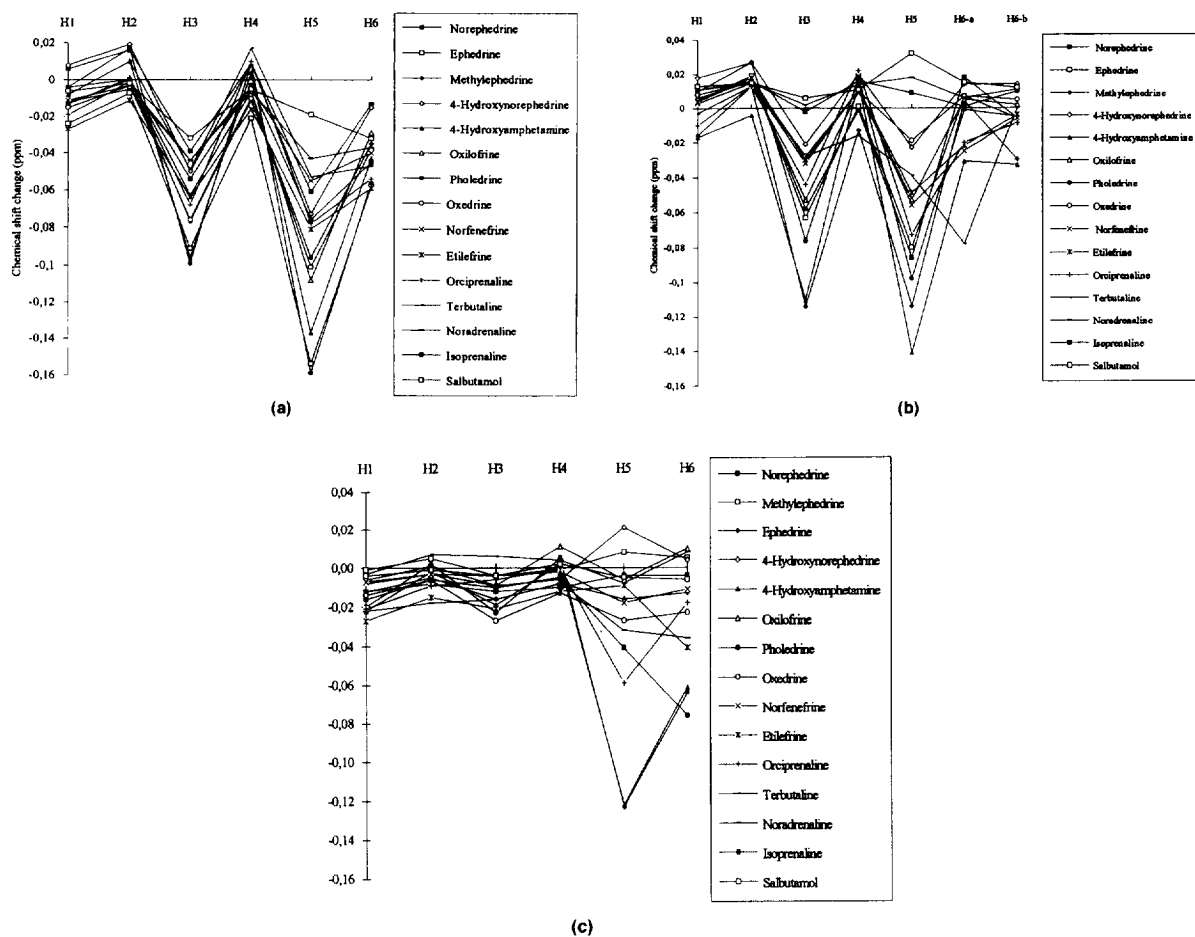 H1 H2 H3 H4 H5 H6
0,02
0
-0,02
-0,04
-0,06
-0,08
-0,1
-0,12
-0,14
-0,16
Chemical shift change (ppm)
Norephedrine
Ephedrine
Methylephedrine
4-Hydroxynorephedrine
4-Hydroxyamphetamine
Oxilofrine
Pholedrine
Oxedrine
Norfenefrine
Etilefrine
Orciprenaline
Terbutaline
Noradrenaline
Isoprenaline
Salbutamol
(a)
H1 H2 H3 H4 H5 H6-a H6-b
0,04
0,02
0
-0,02
-0,04
-0,06
-0,08
-0,1
-0,12
-0,14
-0,16
Chemical shift change (ppm)
Norephedrine
Ephedrine
Methylephedrine
4-Hydroxynorephedrine
4-Hydroxyamphetamine
Oxilofrine
Pholedrine
Oxedrine
Norfenefrine
Etilefrine
Orciprenaline
Terbutaline
Noradrenaline
Isoprenaline
Salbutamol
(b)
H1 H2 H3 H4 H5 H6
0,04
0,02
0,00
-0,02
-0,04
-0,06
-0,08
-0,10
-0,12
-0,14
-0,16
Norephedrine
Methylephedrine
Ephedrine
4-Hydroxynorephedrine
4-Hydroxyamphetamine
Oxilofrine
Pholedrine
Oxedrine
Norfenefrine
Etilefrine
Orciprenaline
Terbutaline
Noradrenaline
Isoprenaline
Salbutamol
(c)